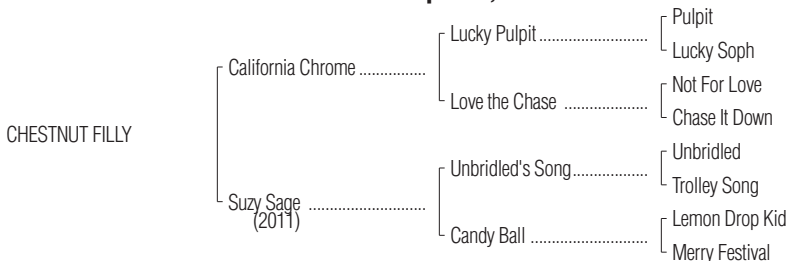 Pulpit
Lucky Pulpit ........................
Lucky Soph
California Chrome ................
Not For Love
Love the Chase ....................
Chase It Down
CHESTNUT FILLY
Unbridled
Unbridled's Song..................
Trolley Song
Suzy Sage ...........................
(2011)
Lemon Drop Kid
Candy Ball ...........................
Merry Festival